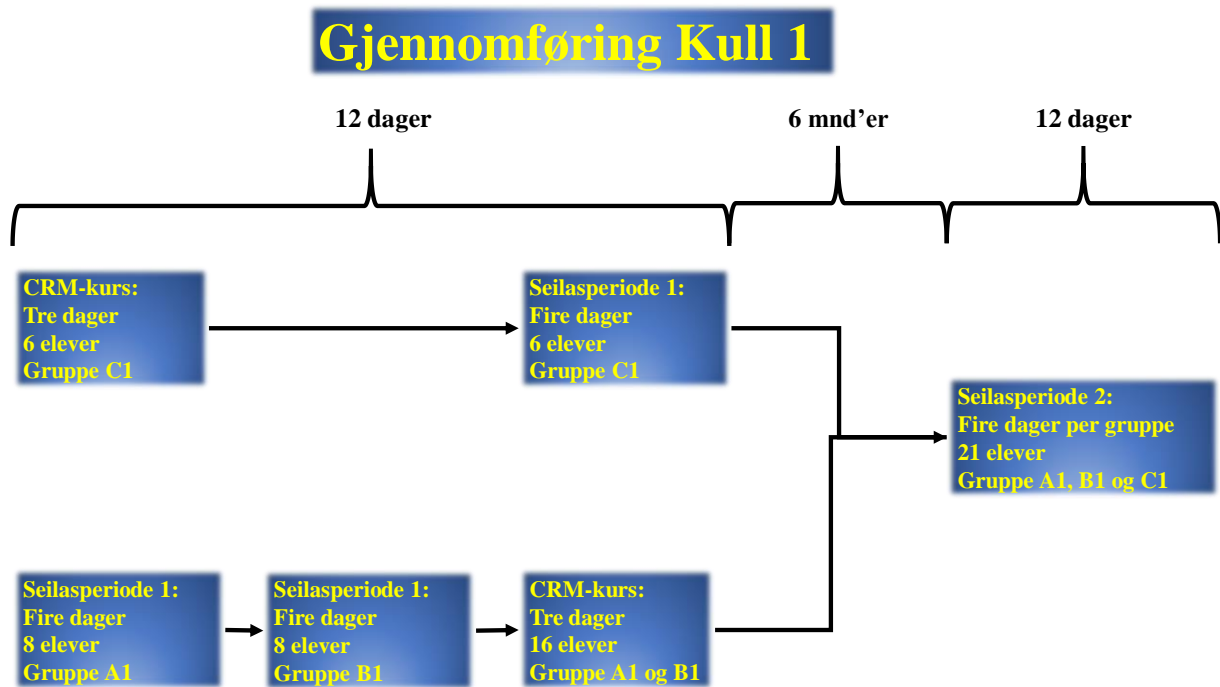 Gjennomføring Kull 1
12 dager
6 mnd’er
12 dager
CRM-kurs:
Tre dager
6 elever
Gruppe C1
Seilasperiode 1:
Fire dager
6 elever
Gruppe C1
Seilasperiode 2:
Fire dager per gruppe
21 elever
Gruppe A1, B1 og C1
Seilasperiode 1:
Fire dager
8 elever
Gruppe A1
Seilasperiode 1:
Fire dager
8 elever
Gruppe B1
CRM-kurs:
Tre dager
16 elever
Gruppe A1 og B1